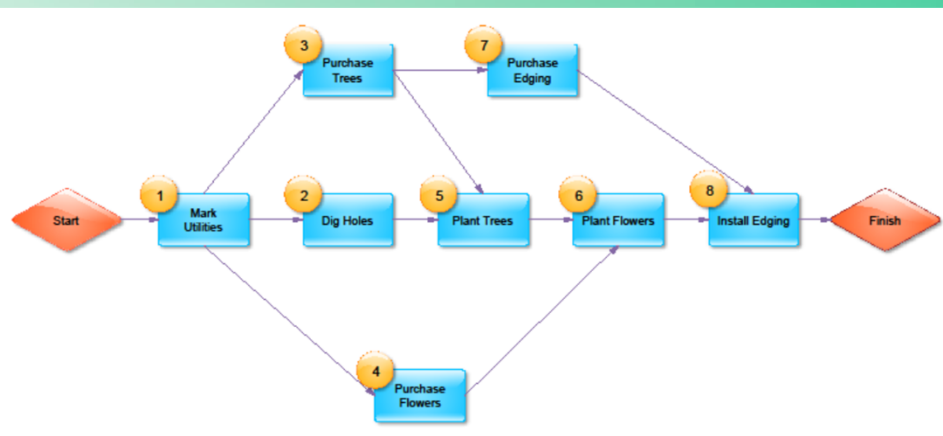 3
Purchase
Trees
7
Purchase
Edging
Start
1
Mark
Utilities
2
Dig Holes
5
Plant Trees
6
Plant Flowers
8
Install Edging
Finish
4
Purchase
Flowers